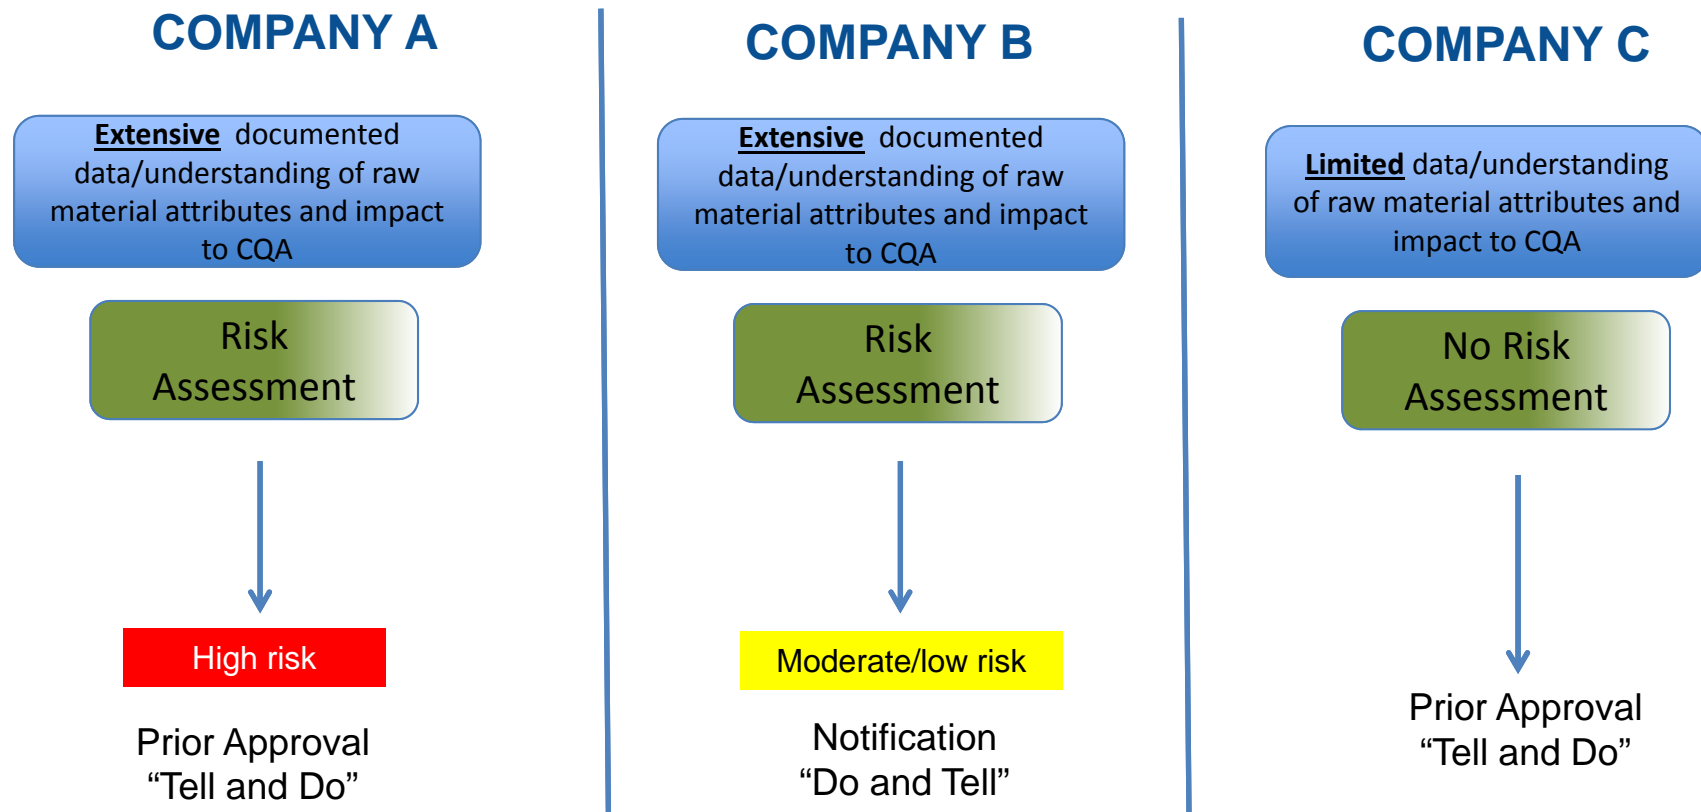 COMPANY A
Extensive documented
data/understanding of raw
material attributes and impact
to CQA
Risk
Assessment
High risk
Prior Approval
“Tell and Do”
COMPANY B
Extensive documented
data/understanding of raw
material attributes and impact
to CQA
Risk
Assessment
Moderate/low risk
Notification
“Do and Tell”
COMPANY C
Limited data/understanding
of raw material attributes and
impact to CQA
No Risk
Assessment
Prior Approval
“Tell and Do”